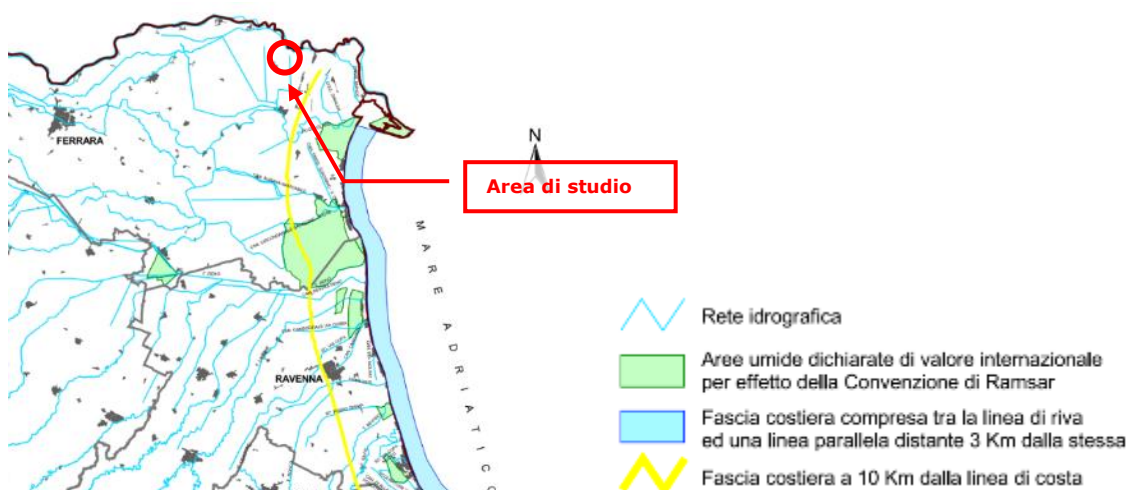 FERRARA
N
Area di studio
MARE ADRIATICO
RAVENNA
Rete idrografica
Aree umide dichiarate di valore internazionale
per effetto della Convenzione di Ramsar
Fascia costiera compresa tra la linea di riva
ed una linea parallela distante 3 Km dalla stessa
Fascia costiera a 10 Km dalla linea di costa